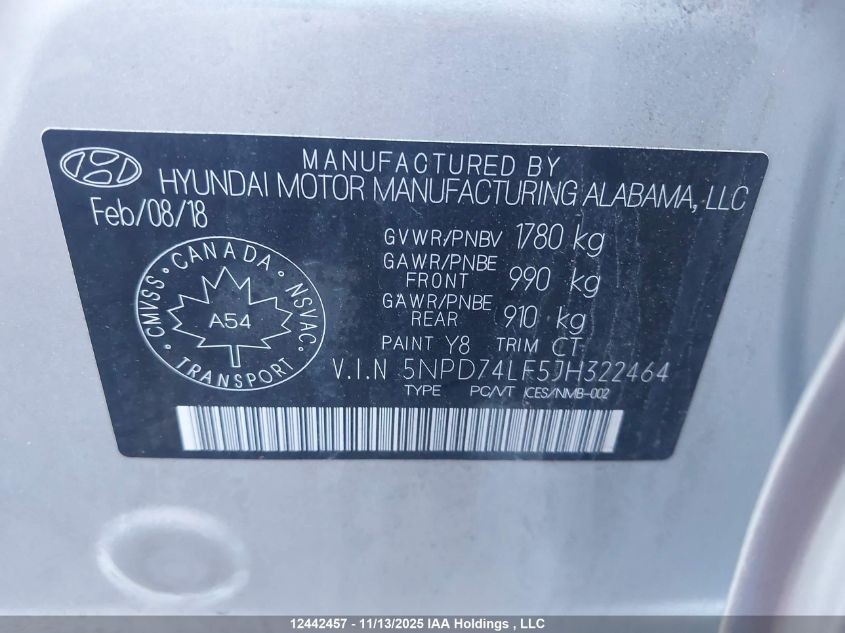 MANUFACTURED BY
HYUNDAI MOTOR MANUFACTURING ALABAMA, LLC
Feb/08/18
GVWR/PNBV 1780 kg
GAWR/PNBE
FRONT 990 kg
GAWR/PNBE
REAR 910 kg
PAINT Y8 TRIM CT
V.I.N 5NPD74LF5JH322464
TYPE PC/VT ICES/NMB-002
CANADA
CMVSS
NSVAC
A54
TRANSPORT
12442457 - 11/13/2025 IAA Holdings , LLC